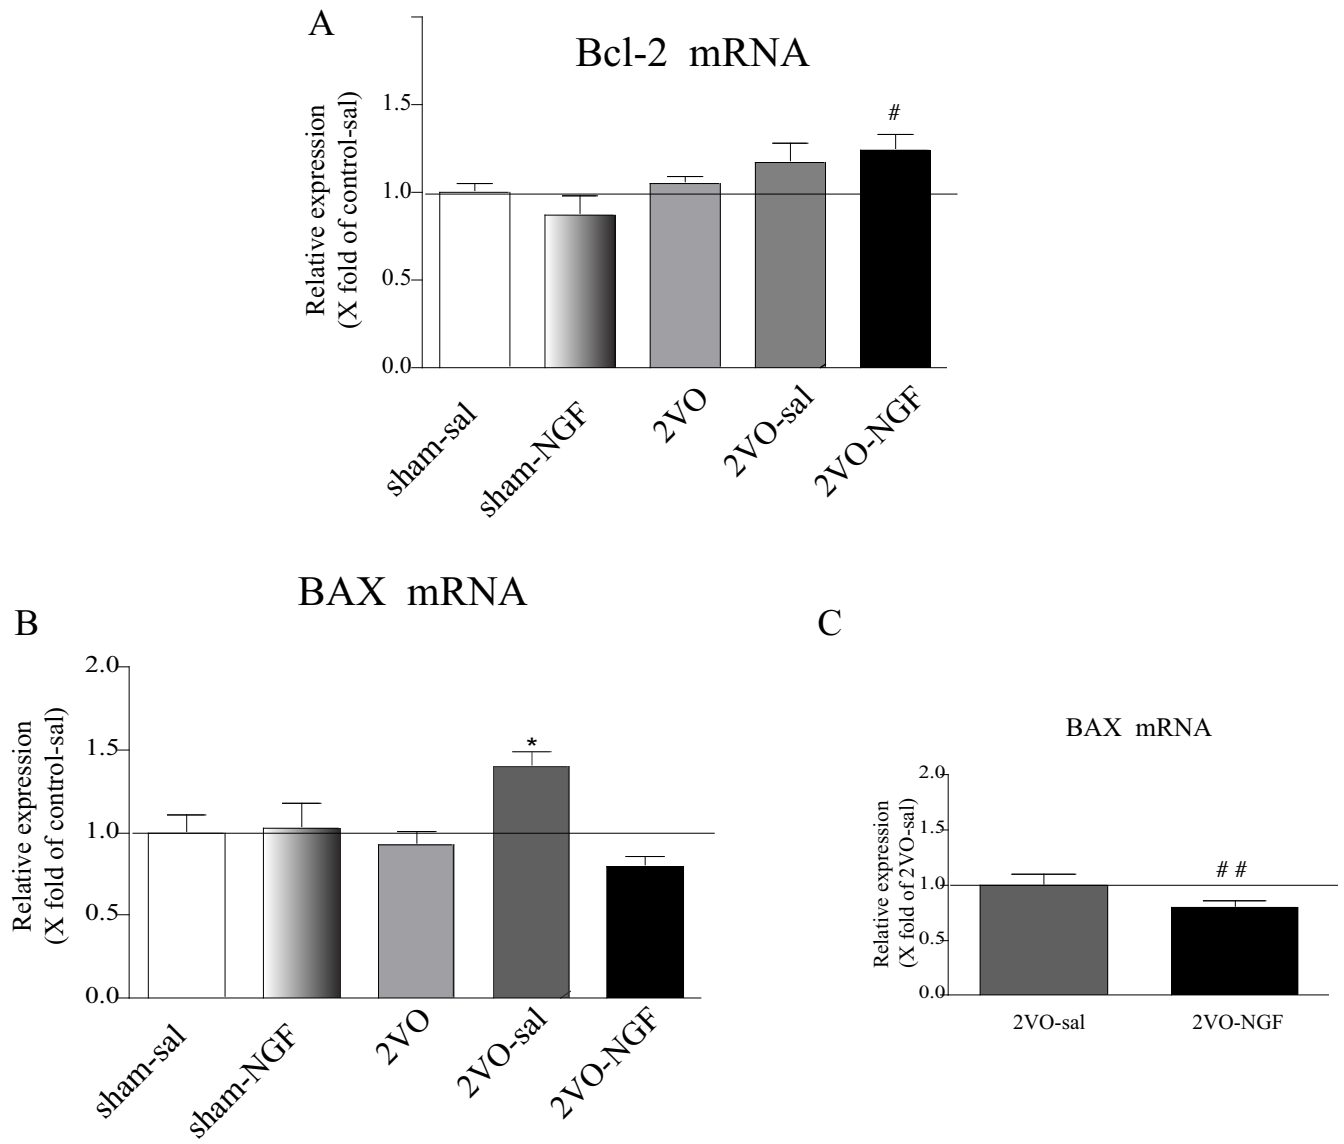 A
Bcl-2 mRNA
Relative expression
(X fold of control-sal)
1.5
1.0
0.5
0.0
#
sham-sal
sham-NGF
2VO
2VO-sal
2VO-NGF
BAX mRNA
B
Relative expression
(X fold of control-sal)
2.0
1.5
1.0
0.5
0.0
*
sham-sal
sham-NGF
2VO
2VO-sal
2VO-NGF
C
BAX mRNA
Relative expression
(X fold of 2VO-sal)
2.0
1.5
1.0
0.5
0.0
# #
2VO-sal
2VO-NGF